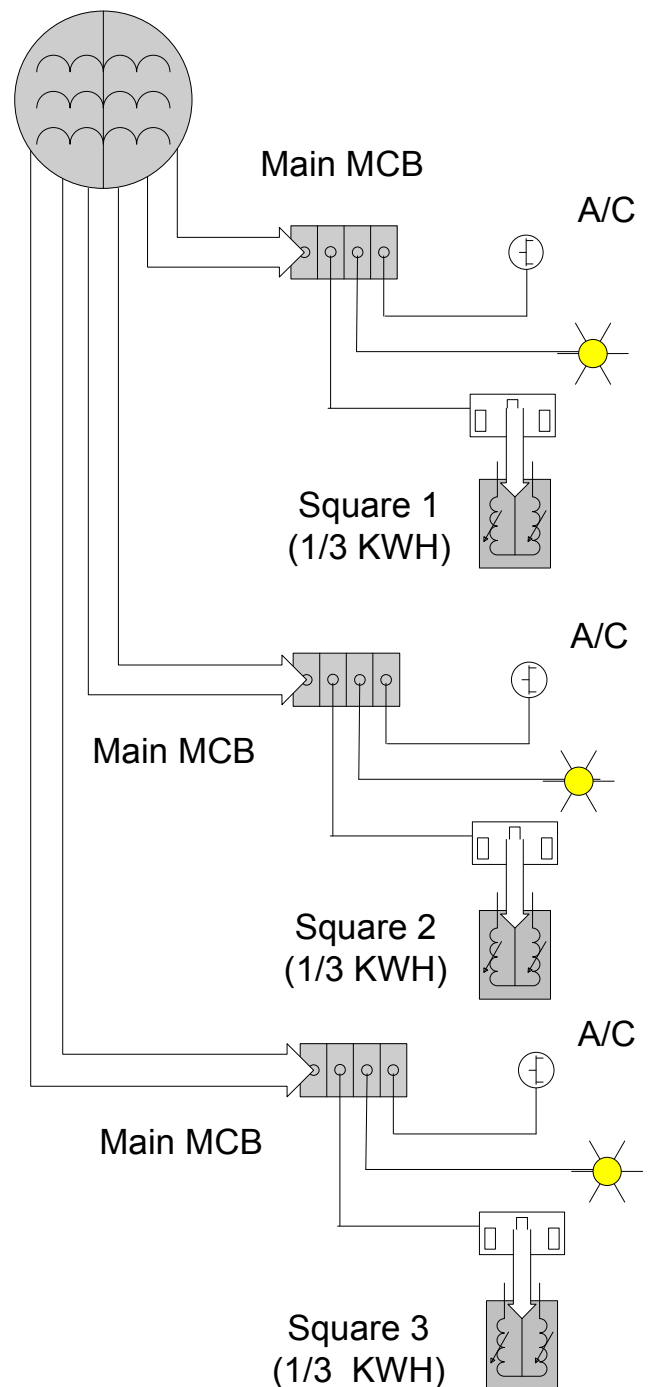 Main MCB
A/C
Square 1
(1/3 KWH)
A/C
Main MCB
Square 2
(1/3 KWH)
A/C
Main MCB
Square 3
(1/3 KWH)